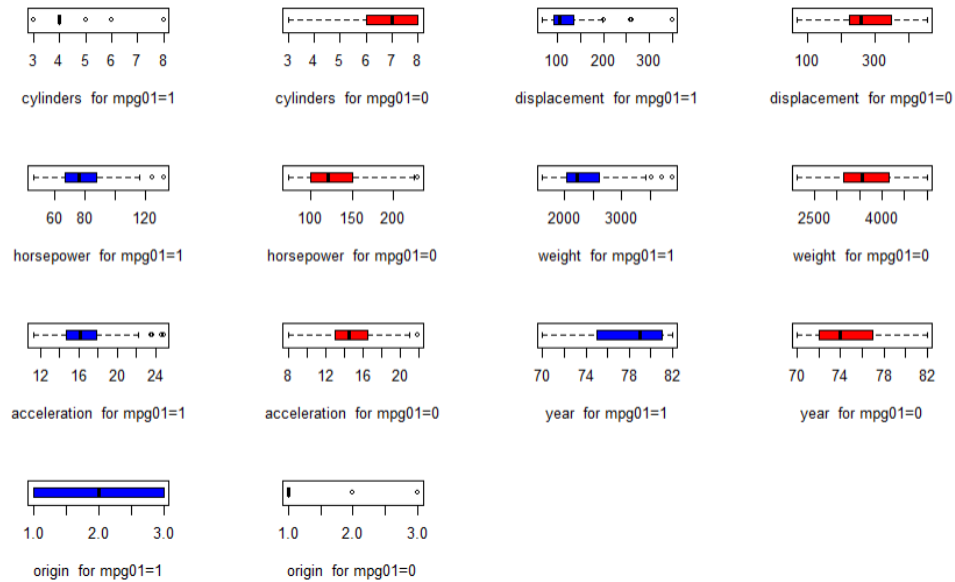 3 4 5 6 7 8
3 4 5 6 7 8
100 200 300
100 300
cylinders for mpg01=1
cylinders for mpg01=0
displacement for mpg01=1
displacement for mpg01=0
60 80 120
100 150 200
2000 3000
2500 4000
horsepower for mpg01=1
horsepower for mpg01=0
weight for mpg01=1
weight for mpg01=0
12 16 20 24
8 12 16 20
70 74 78 82
70 74 78 82
acceleration for mpg01=1
acceleration for mpg01=0
year for mpg01=1
year for mpg01=0
1.0 2.0 3.0
1.0 2.0 3.0
origin for mpg01=1
origin for mpg01=0